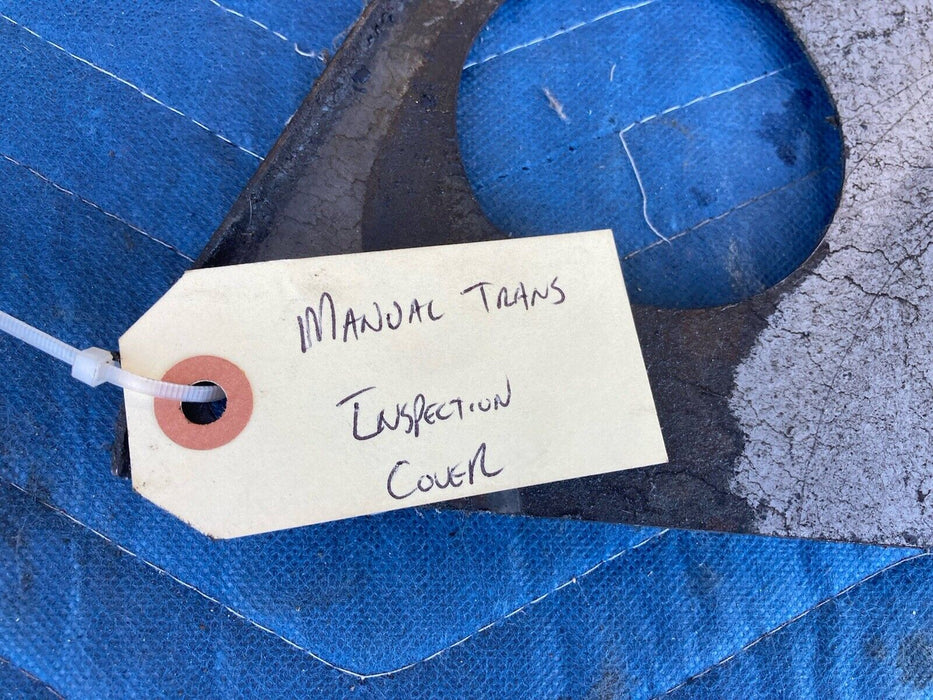 MANUAL TRANS
INSPECTION
COVER